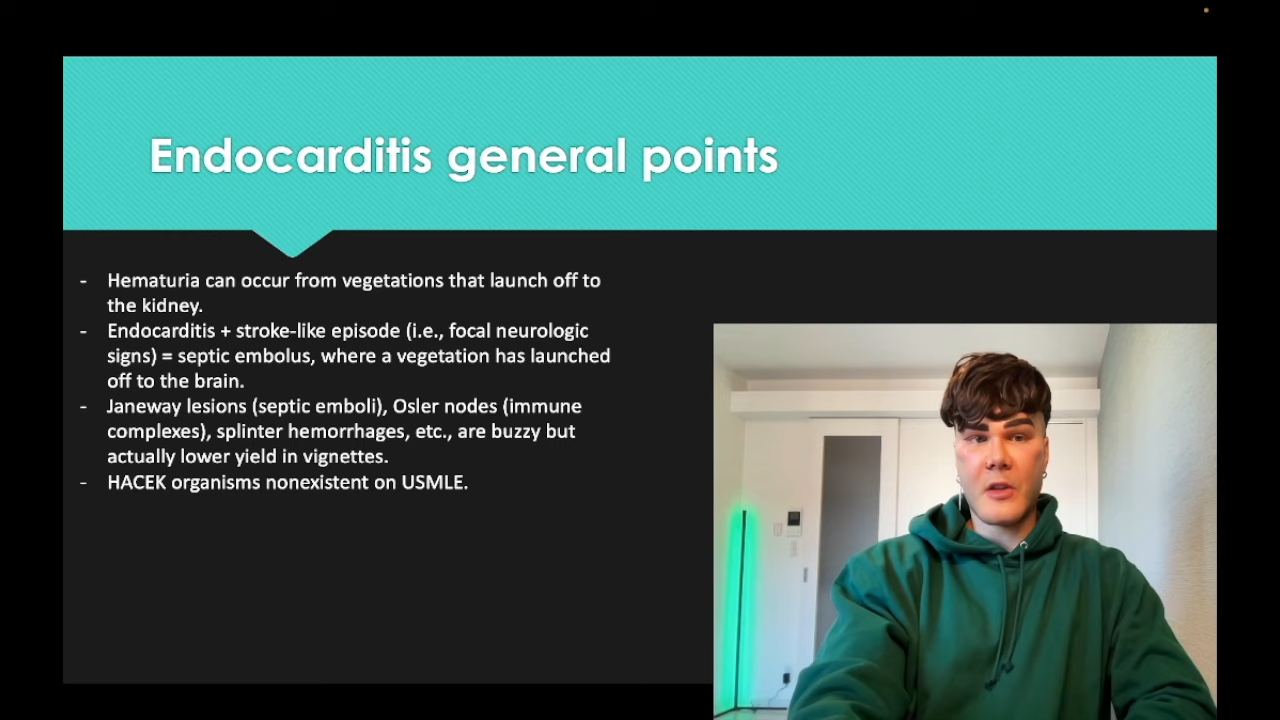 Endocarditis general points
- Hematuria can occur from vegetations that launch off to
the kidney.
- Endocarditis + stroke-like episode (i.e., focal neurologic
signs) = septic embolus, where a vegetation has launched
off to the brain.
- Janeway lesions (septic emboli), Osler nodes (immune
complexes), splinter hemorrhages, etc., are buzzy but
actually lower yield in vignettes.
- HACEK organisms nonexistent on USMLE.